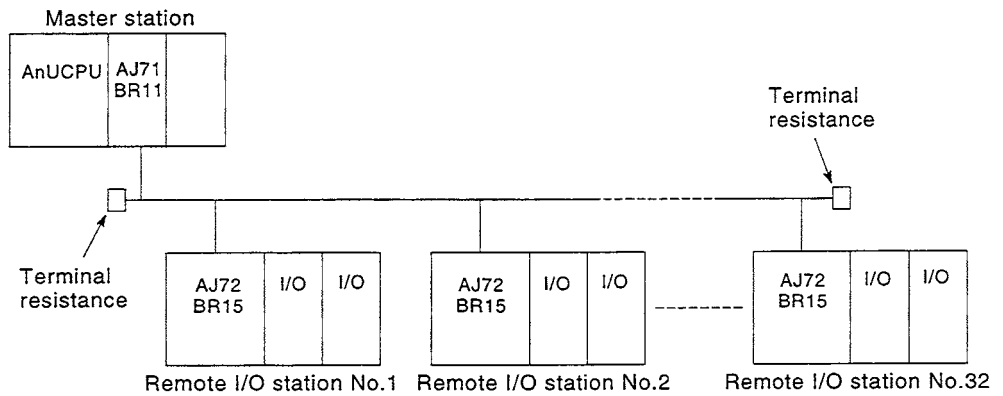 Master station
AnUCPU
AJ71
BR11
Terminal
resistance
Terminal
resistance
AJ72
BR15
I/O
I/O
AJ72
BR15
I/O
I/O
AJ72
BR15
I/O
I/O
Remote I/O station No.1
Remote I/O station No.2
Remote I/O station No.32